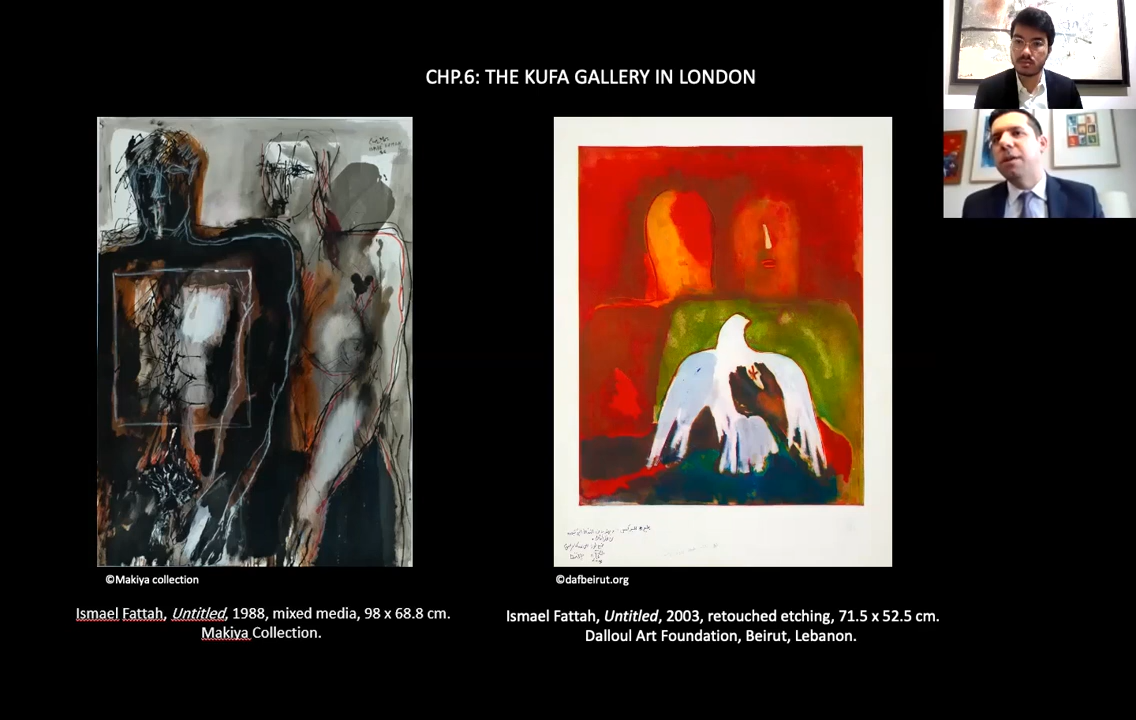 CHP.6: THE KUFA GALLERY IN LONDON
©Makiya collection
Ismael Fattah, Untitled, 1988, mixed media, 98 x 68.8 cm.
Makiya Collection.
©dafbeirut.org
Ismael Fattah, Untitled, 2003, retouched etching, 71.5 x 52.5 cm.
Dalloul Art Foundation, Beirut, Lebanon.